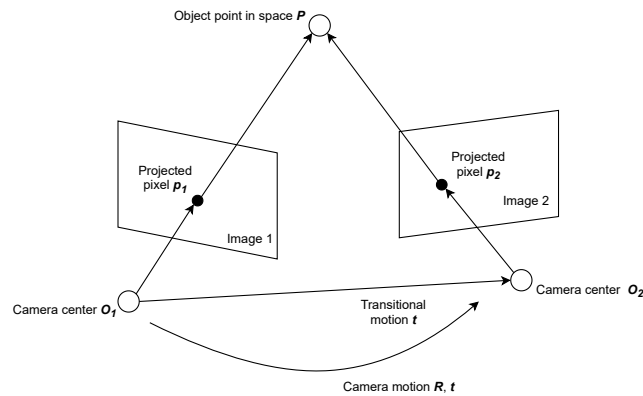 Object point in space P
Projected
pixel p1
Image 1
Projected
pixel p2
Image 2
Camera center O1
Camera center O2
Transitional
motion t
Camera motion R, t